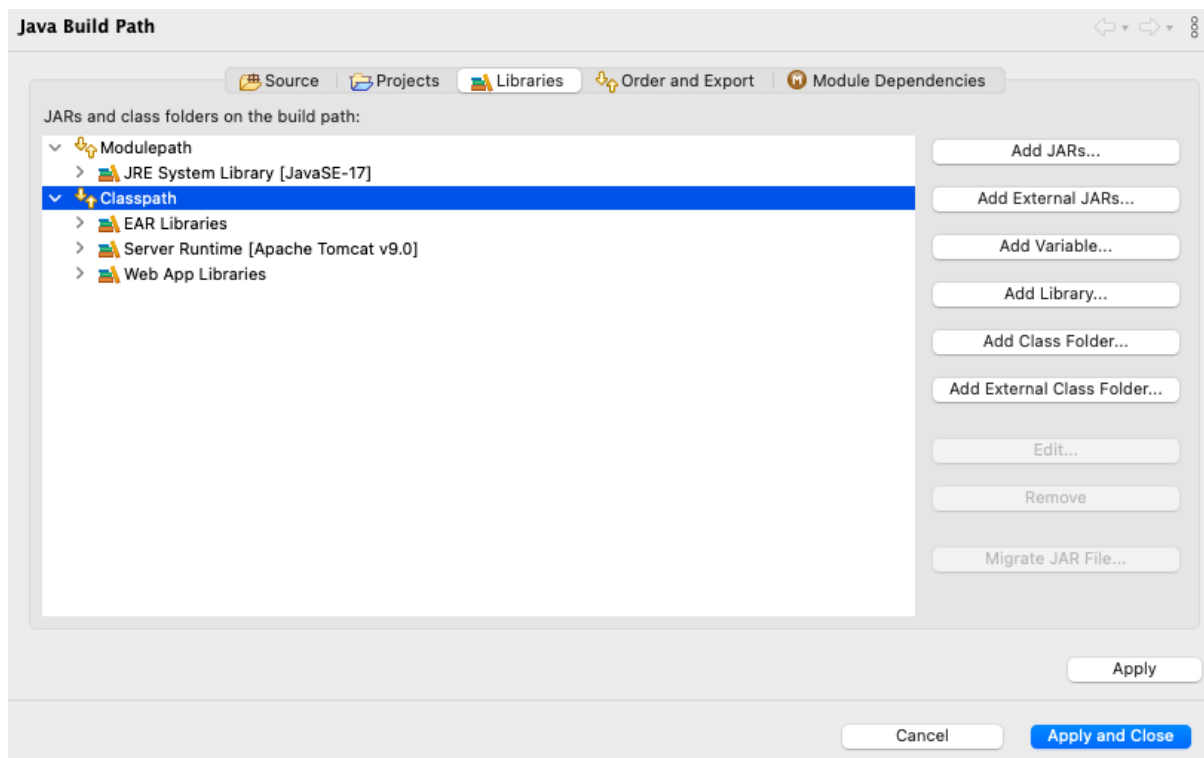 Java Build Path
Source
Projects
Libraries
Order and Export
Module Dependencies
JARs and class folders on the build path:
Modulepath
JRE System Library [JavaSE-17]
Classpath
EAR Libraries
Server Runtime [Apache Tomcat v9.0]
Web App Libraries
Add JARs...
Add External JARs...
Add Variable...
Add Library...
Add Class Folder...
Add External Class Folder...
Edit...
Remove
Migrate JAR File...
Apply
Cancel
Apply and Close